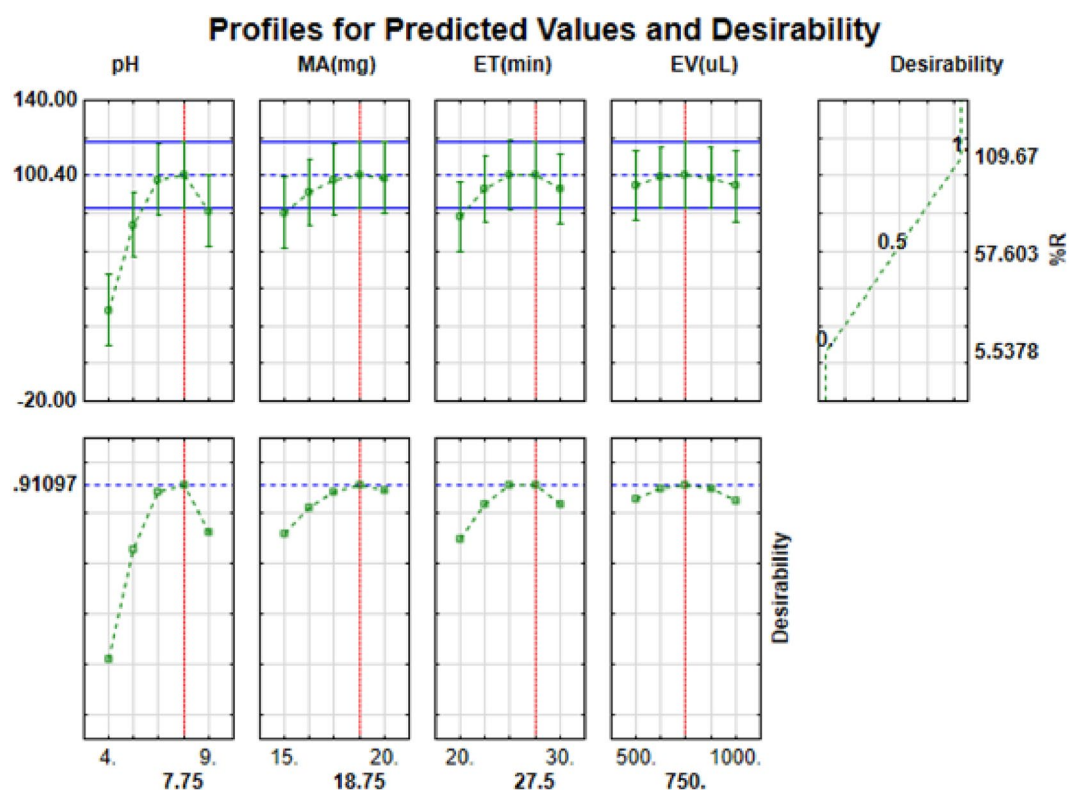 Profiles for Predicted Values and Desirability
pH MA(mg) ET(min) EV(uL) Desirability
140.00
100.40
-20.00
1.
0.5
0.
109.67
57.603
5.5378
%R
.91097
Desirability
4. 9. 15. 20. 20. 30. 500. 1000.
7.75 18.75 27.5 750.